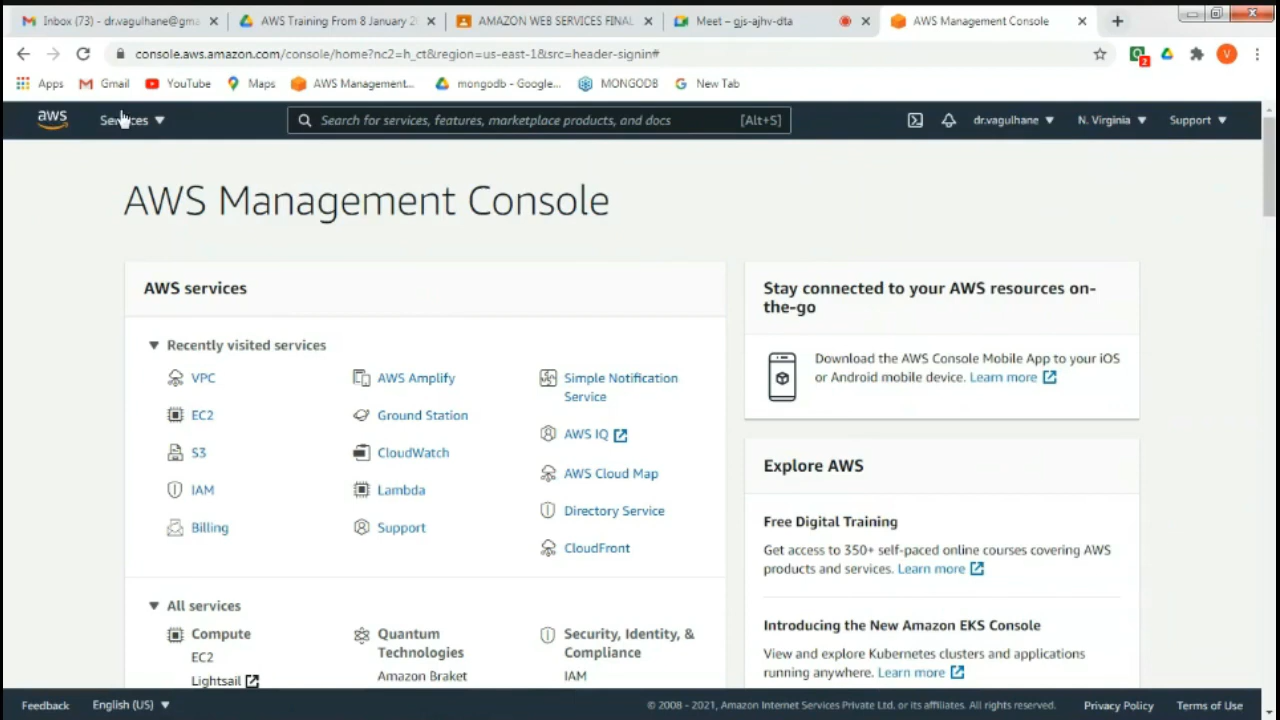 Inbox (73) - dr.vagulhane@gma
AWS Training From 8 January 2
AMAZON WEB SERVICES FINAL
Meet – gjs-ajhv-dta
AWS Management Console
console.aws.amazon.com/console/home?nc2=h_ct&region=us-east-1&src=header-signin#
2
V
Apps
Gmail
YouTube
Maps
AWS Management...
mongodb - Google...
MONGODB
New Tab
aws
Services
Search for services, features, marketplace products, and docs
[Alt+S]
dr.vagulhane
N. Virginia
Support
AWS Management Console
AWS services
Recently visited services
VPC
EC2
S3
IAM
Billing
AWS Amplify
Ground Station
CloudWatch
Lambda
Support
Simple Notification
Service
AWS IQ
AWS Cloud Map
Directory Service
CloudFront
All services
Compute
EC2
Lightsail
Quantum
Technologies
Amazon Braket
Security, Identity, &
Compliance
IAM
Stay connected to your AWS resources on-
the-go
Download the AWS Console Mobile App to your iOS
or Android mobile device. Learn more
Explore AWS
Free Digital Training
Get access to 350+ self-paced online courses covering AWS
products and services. Learn more
Introducing the New Amazon EKS Console
View and explore Kubernetes clusters and applications
running anywhere. Learn more
Feedback
English (US)
© 2008 - 2021, Amazon Internet Services Private Ltd. or its affiliates. All rights reserved.
Privacy Policy
Terms of Use